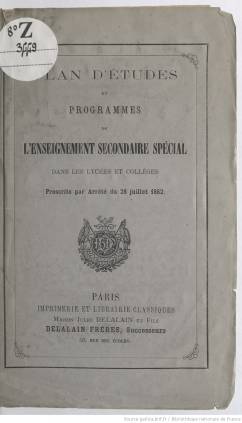 8° Z
3669
PLAN D'ÉTUDES
ET
PROGRAMMES
DE
L'ENSEIGNEMENT SECONDAIRE SPÉCIAL
DANS LES LYCÉES ET COLLÈGES
Prescrits par Arrêté du 28 juillet 1882.
PARIS
IMPRIMERIE ET LIBRAIRIE CLASSIQUES
MAISON JULES DELALAIN ET FILS
DELALAIN FRÈRES, Successeurs
56, RUE DES ÉCOLES.
Source gallica.bnf.fr / Bibliothèque nationale de France